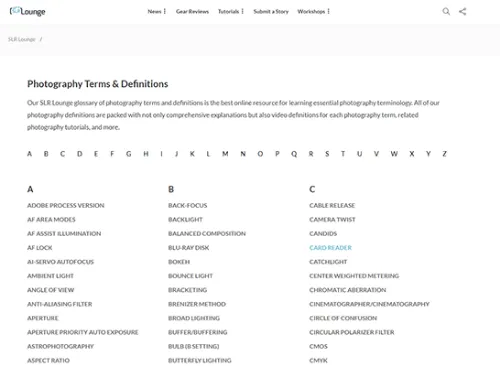 SLR Lounge
News Gear Reviews Tutorials Submit a Story Workshops
SLR Lounge /
Photography Terms & Definitions
Our SLR Lounge glossary of photography terms and definitions is the best online resource for learning essential photography terminology. All of our
photography definitions are packed with not only comprehensive explanations but also video definitions for each photography term, related
photography tutorials, and more.
A B C D E F G H I J K L M N O P Q R S T U V W X Y Z
A B C
ADOBE PROCESS VERSION BACK-FOCUS CABLE RELEASE
AF AREA MODES BACKLIGHT CAMERA TWIST
AF ASSIST ILLUMINATION BALANCED COMPOSITION CANDIDS
AF LOCK BLU-RAY DISK CARD READER
AI-SERVO AUTOFOCUS BOKEH CATCHLIGHT
AMBIENT LIGHT BOUNCE LIGHT CENTER WEIGHTED METERING
ANGLE OF VIEW BRACKETING CHROMATIC ABERRATION
ANTI-ALIASING FILTER BRENIZER METHOD CINEMATOGRAPHER/CINEMATOGRAPHY
APERTURE BROAD LIGHTING CIRCLE OF CONFUSION
APERTURE PRIORITY AUTO EXPOSURE BUFFER/BUFFERING CIRCULAR POLARIZER FILTER
ASTROPHOTOGRAPHY BULB (B SETTING) CMOS
ASPECT RATIO BUTTERFLY LIGHTING CMYK